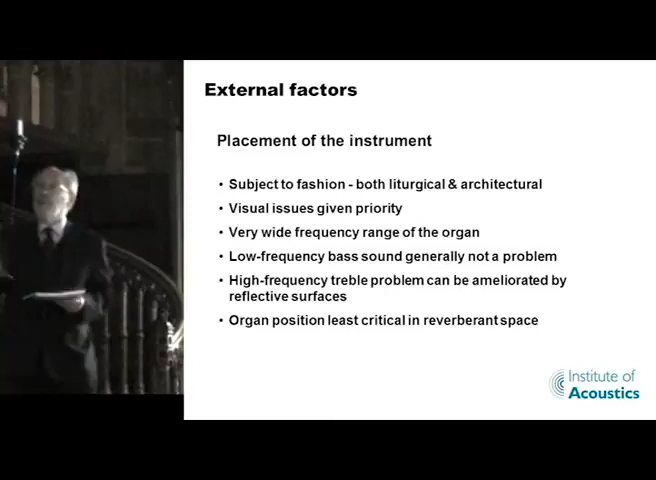 External factors
Placement of the instrument
• Subject to fashion - both liturgical & architectural
• Visual issues given priority
• Very wide frequency range of the organ
• Low-frequency bass sound generally not a problem
• High-frequency treble problem can be ameliorated by
reflective surfaces
• Organ position least critical in reverberant space
Institute of
Acoustics